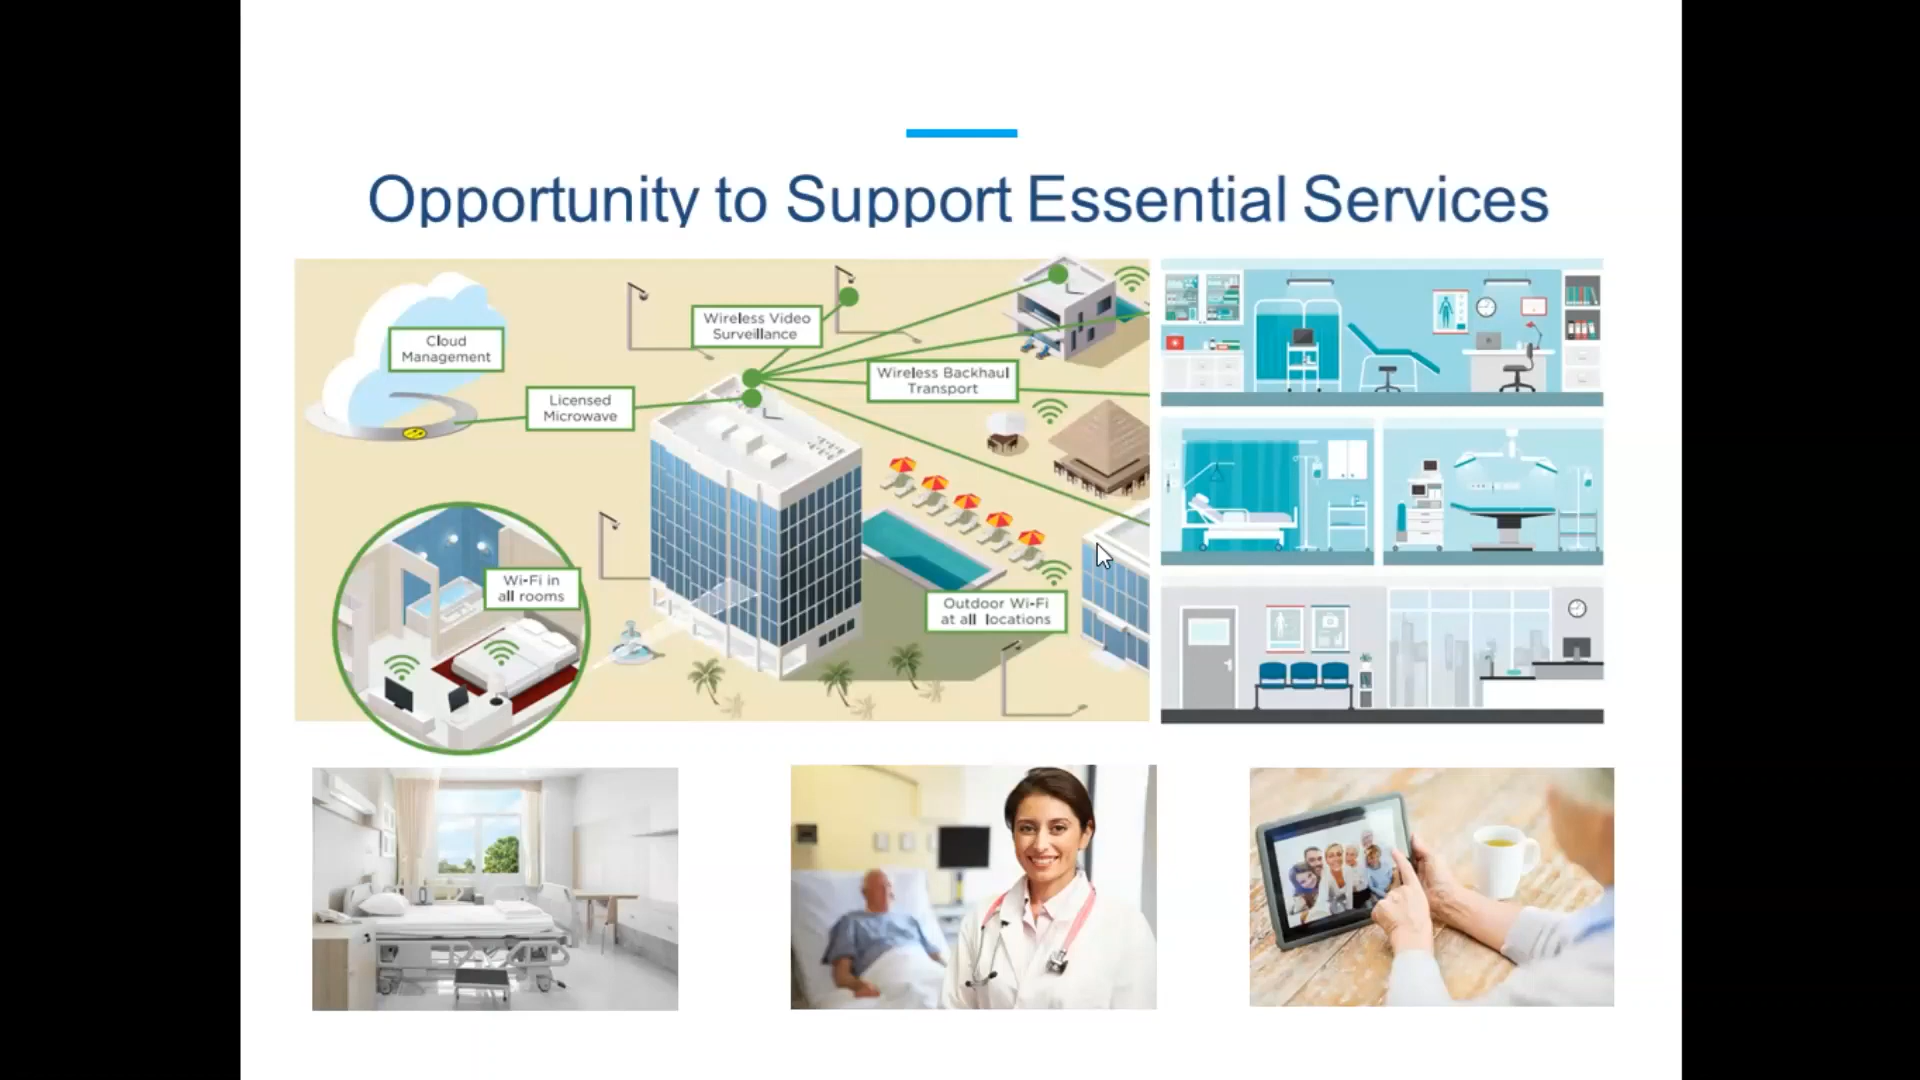 Opportunity to Support Essential Services
Cloud
Management
Wireless Video
Surveillance
Licensed
Microwave
Wireless Backhaul
Transport
Wi-Fi in
all rooms
Outdoor Wi-Fi
at all locations